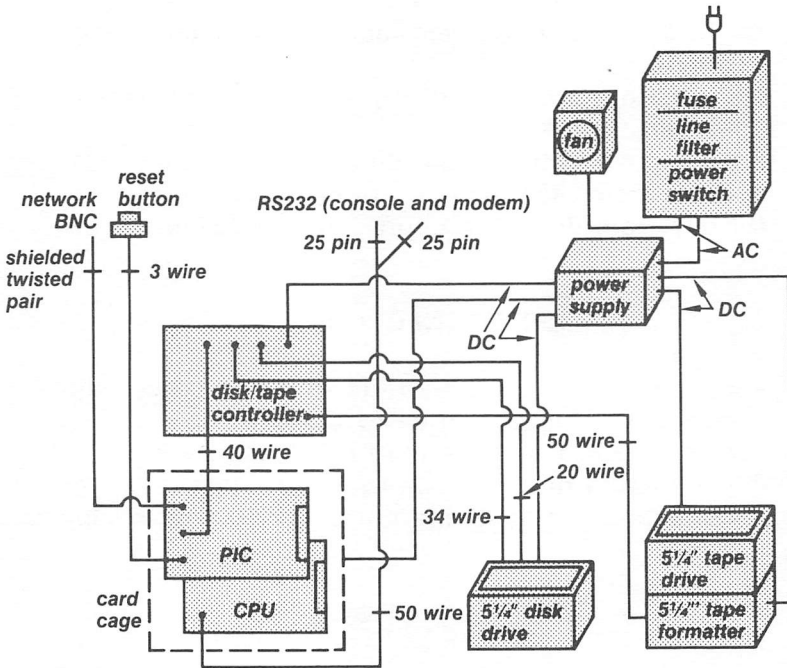 fuse
line
filter
power
switch
fan
network
BNC
reset
button
RS232 (console and modem)
25 pin
25 pin
AC
shielded
twisted
pair
3 wire
power
supply
DC
DC
disk/tape
controller
40 wire
50 wire
20 wire
34 wire
PIC
CPU
card
cage
50 wire
5¼" disk
drive
5¼" tape
drive
5¼"' tape
formatter